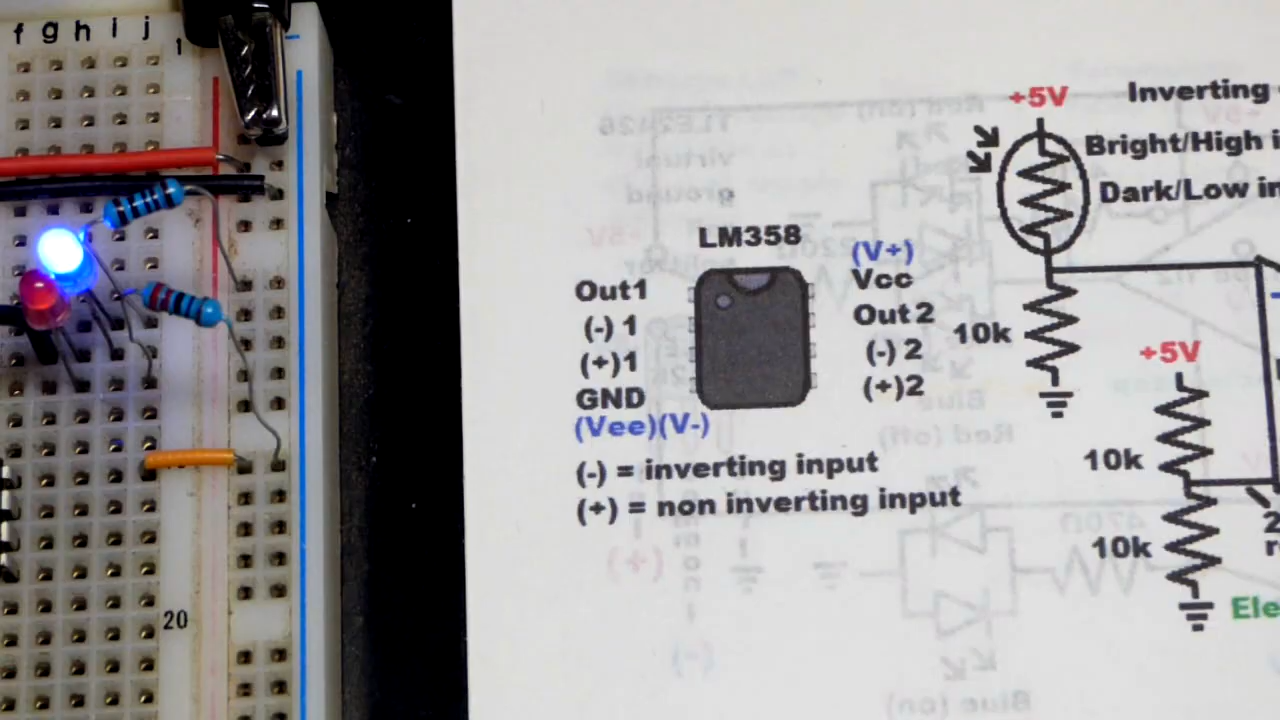 f g h i j
1
20
+5V
Inverting
Bright/High i
Dark/Low in
LM358
(V+)
Out1
Vcc
(-) 1
Out 2
10k
(+)1
(-) 2
+5V
GND
(+)2
(Vee)(V-)
10k
(-) = inverting input
(+) = non inverting input
10k
2
r
Ele